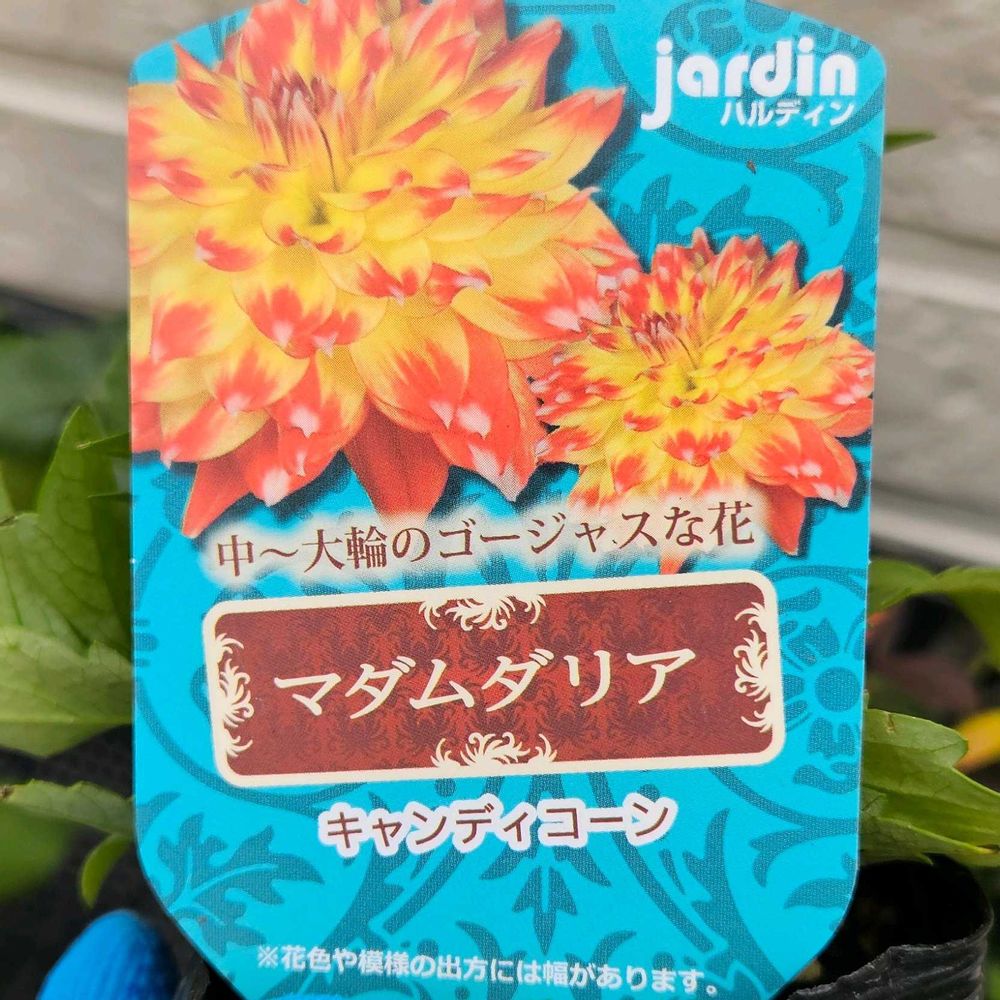 jardin
ハルディン
中～大輪のゴージャスな花
マダムダリア
キャンディコーン
※花色や模様の出方には幅があります。